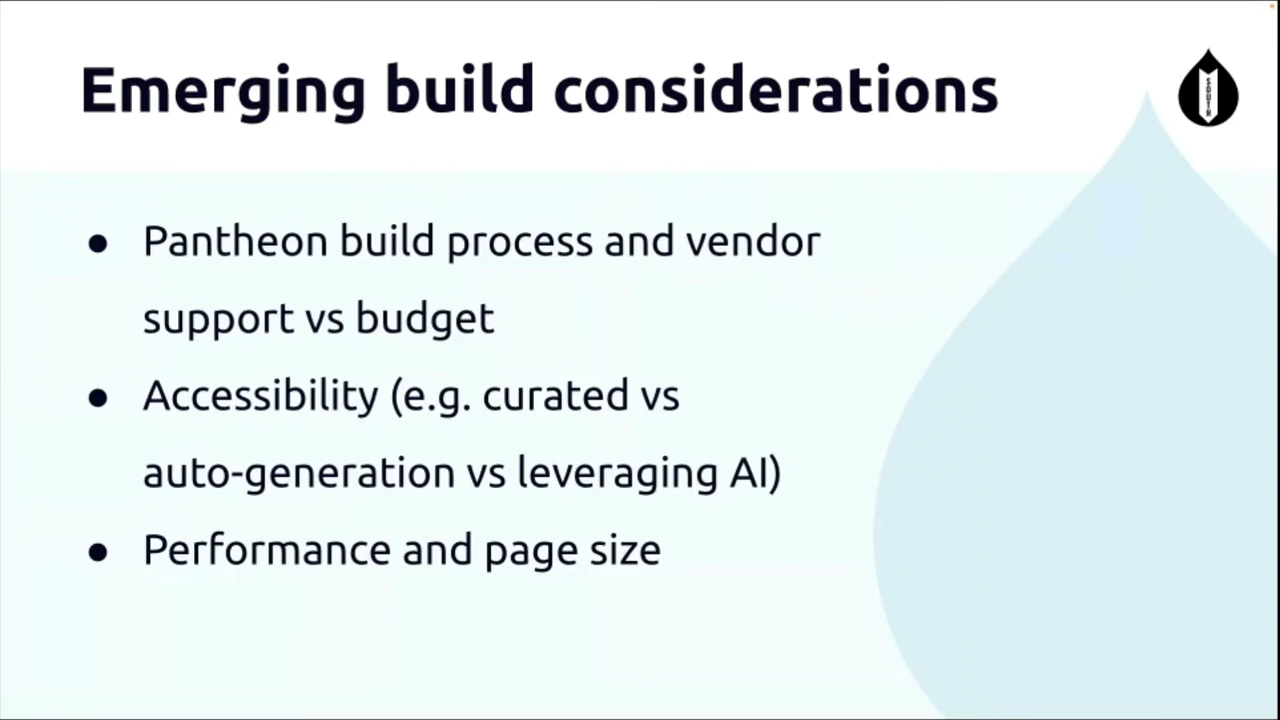 Emerging build considerations
SOUTH
● Pantheon build process and vendor
support vs budget
● Accessibility (e.g. curated vs
auto-generation vs leveraging AI)
● Performance and page size